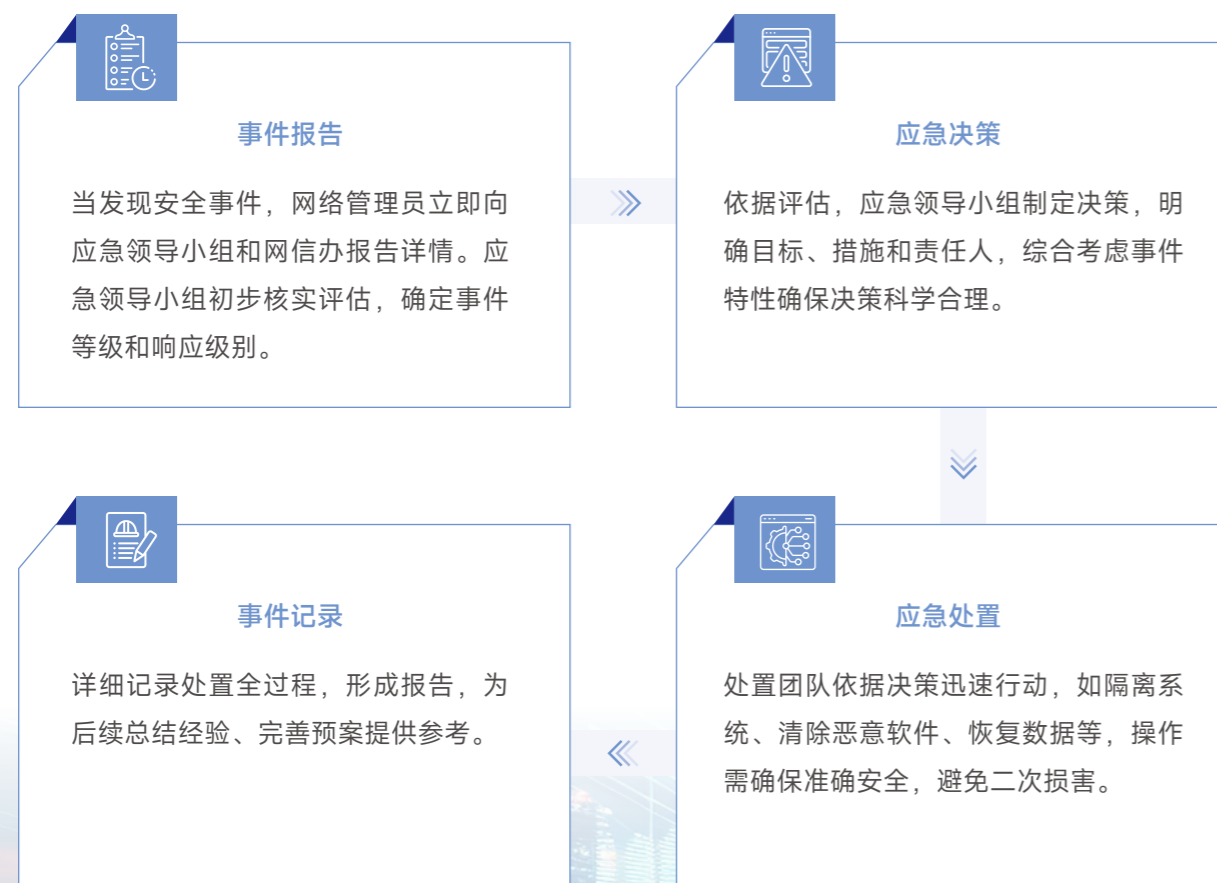 事件报告
当发现安全事件，网络管理员立即向
应急领导小组和网信办报告详情。应
急领导小组初步核实评估，确定事件
等级和响应级别。
应急决策
依据评估，应急领导小组制定决策，明
确目标、措施和责任人，综合考虑事件
特性确保决策科学合理。
应急处置
处置团队依据决策迅速行动，如隔离系
统、清除恶意软件、恢复数据等，操作
需确保准确安全，避免二次损害。
事件记录
详细记录处置全过程，形成报告，为
后续总结经验、完善预案提供参考。